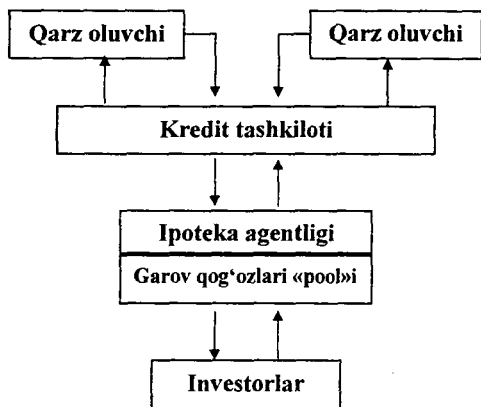 Qarz oluvchi
Qarz oluvchi
Kredit tashkiloti
Ipoteka agentligi
Garov qog‘ozlari «pool»i
Investorlar